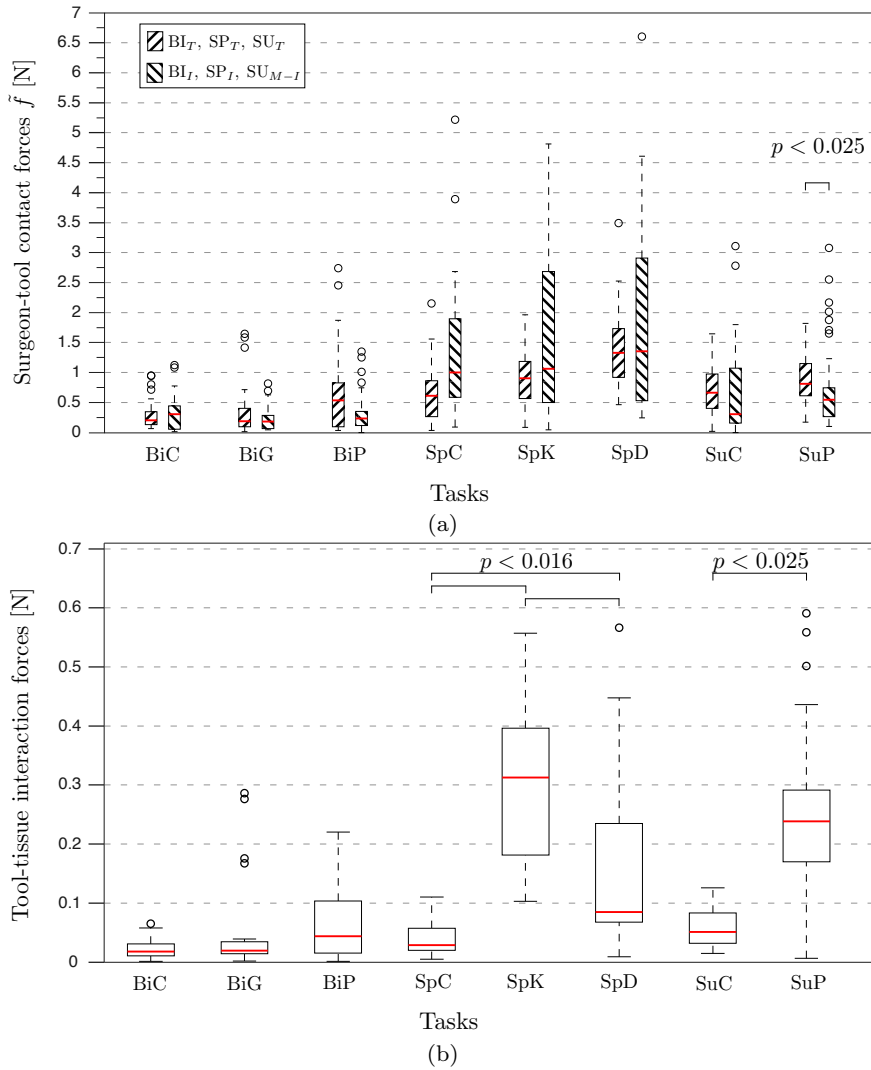 7
6.5
6
5.5
5
4.5
4
3.5
3
2.5
2
1.5
1
0.5
0
Surgeon-tool contact forces f̃ [N]
BI_T, SP_T, SU_T
BI_I, SP_I, SU_{M−I}
p < 0.025
BiC BiG BiP SpC SpK SpD SuC SuP
Tasks
(a)
0.7
0.6
0.5
0.4
0.3
0.2
0.1
0
Tool-tissue interaction forces [N]
p < 0.016 p < 0.025
BiC BiG BiP SpC SpK SpD SuC SuP
Tasks
(b)